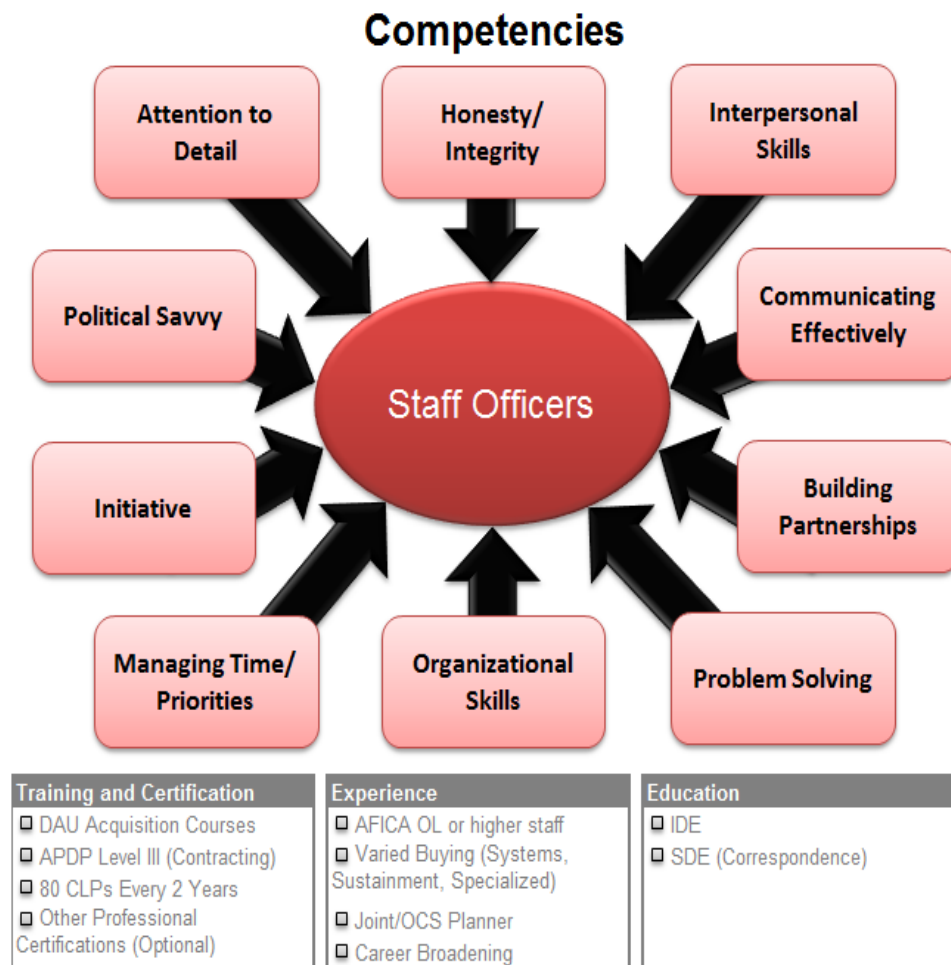 Competencies
Attention to
Detail
Honesty/
Integrity
Interpersonal
Skills
Political Savvy
Communicating
Effectively
Staff Officers
Initiative
Building
Partnerships
Managing Time/
Priorities
Organizational
Skills
Problem Solving
Training and Certification
DAU Acquisition Courses
APDP Level III (Contracting)
80 CLPs Every 2 Years
Other Professional
Certifications (Optional)
Experience
AFICA OL or higher staff
Varied Buying (Systems,
Sustainment, Specialized)
Joint/OCS Planner
Career Broadening
Education
IDE
SDE (Correspondence)